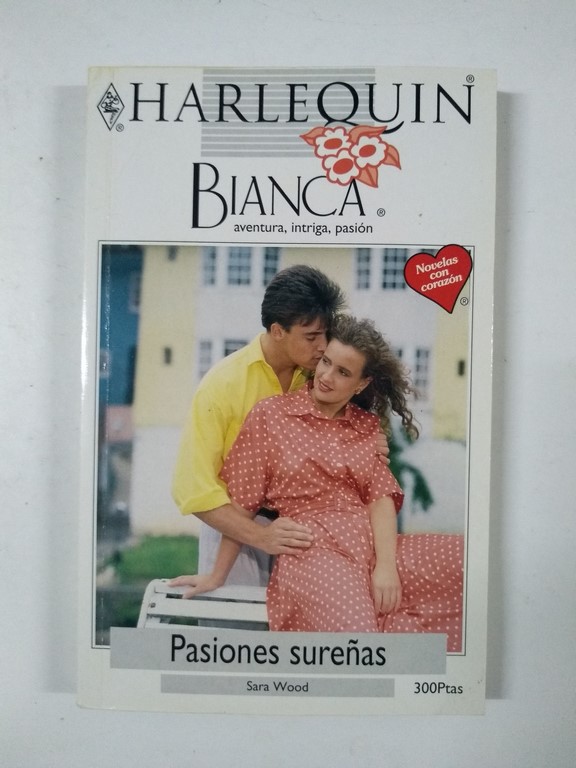 HARLEQUIN®
®
BIANCA®
aventura, intriga, pasión
Novelas
con
corazón
®
Pasiones sureñas
Sara Wood
300Ptas